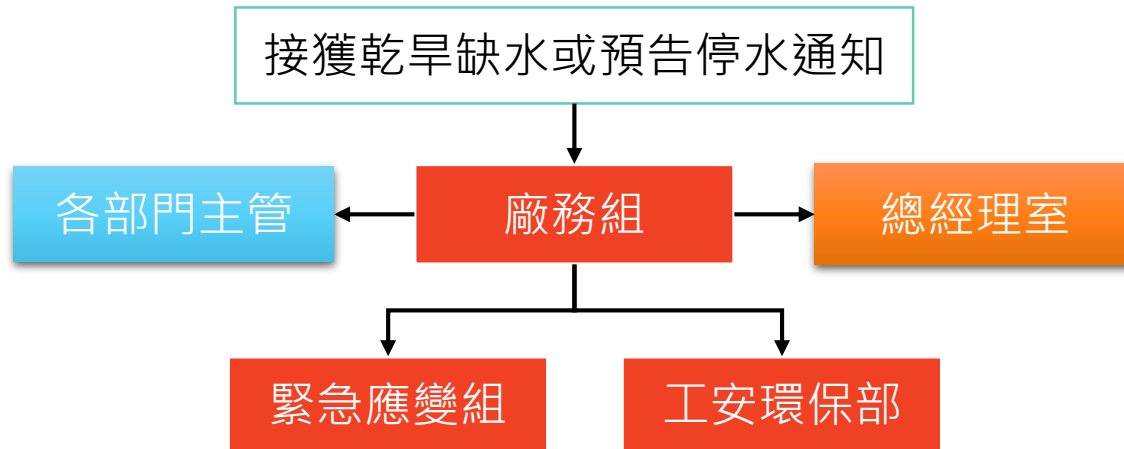 接獲乾旱缺水或預告停水通知
各部門主管
廠務組
總經理室
緊急應變組
工安環保部